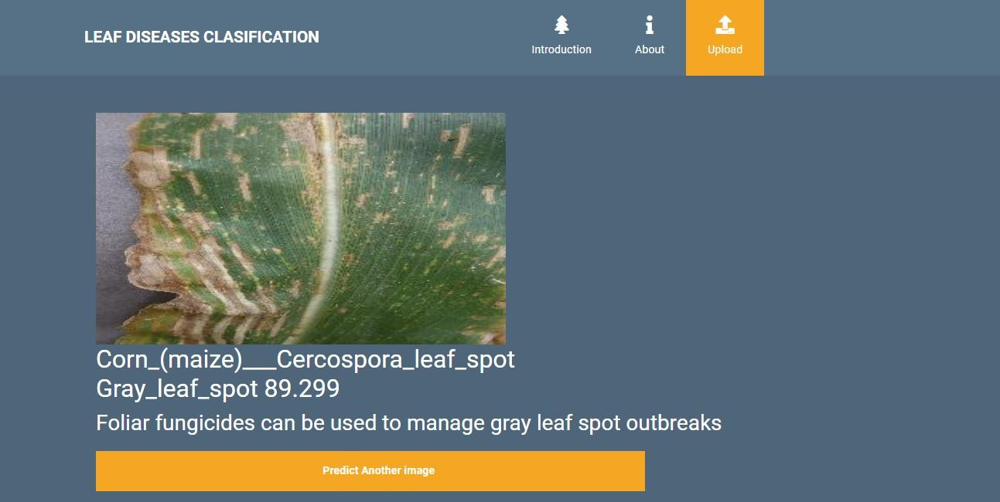 LEAF DISEASES CLASIFICATION
Introduction
About
Upload
Corn_(maize)___Cercospora_leaf_spot
Gray_leaf_spot 89.299
Foliar fungicides can be used to manage gray leaf spot outbreaks
Predict Another image